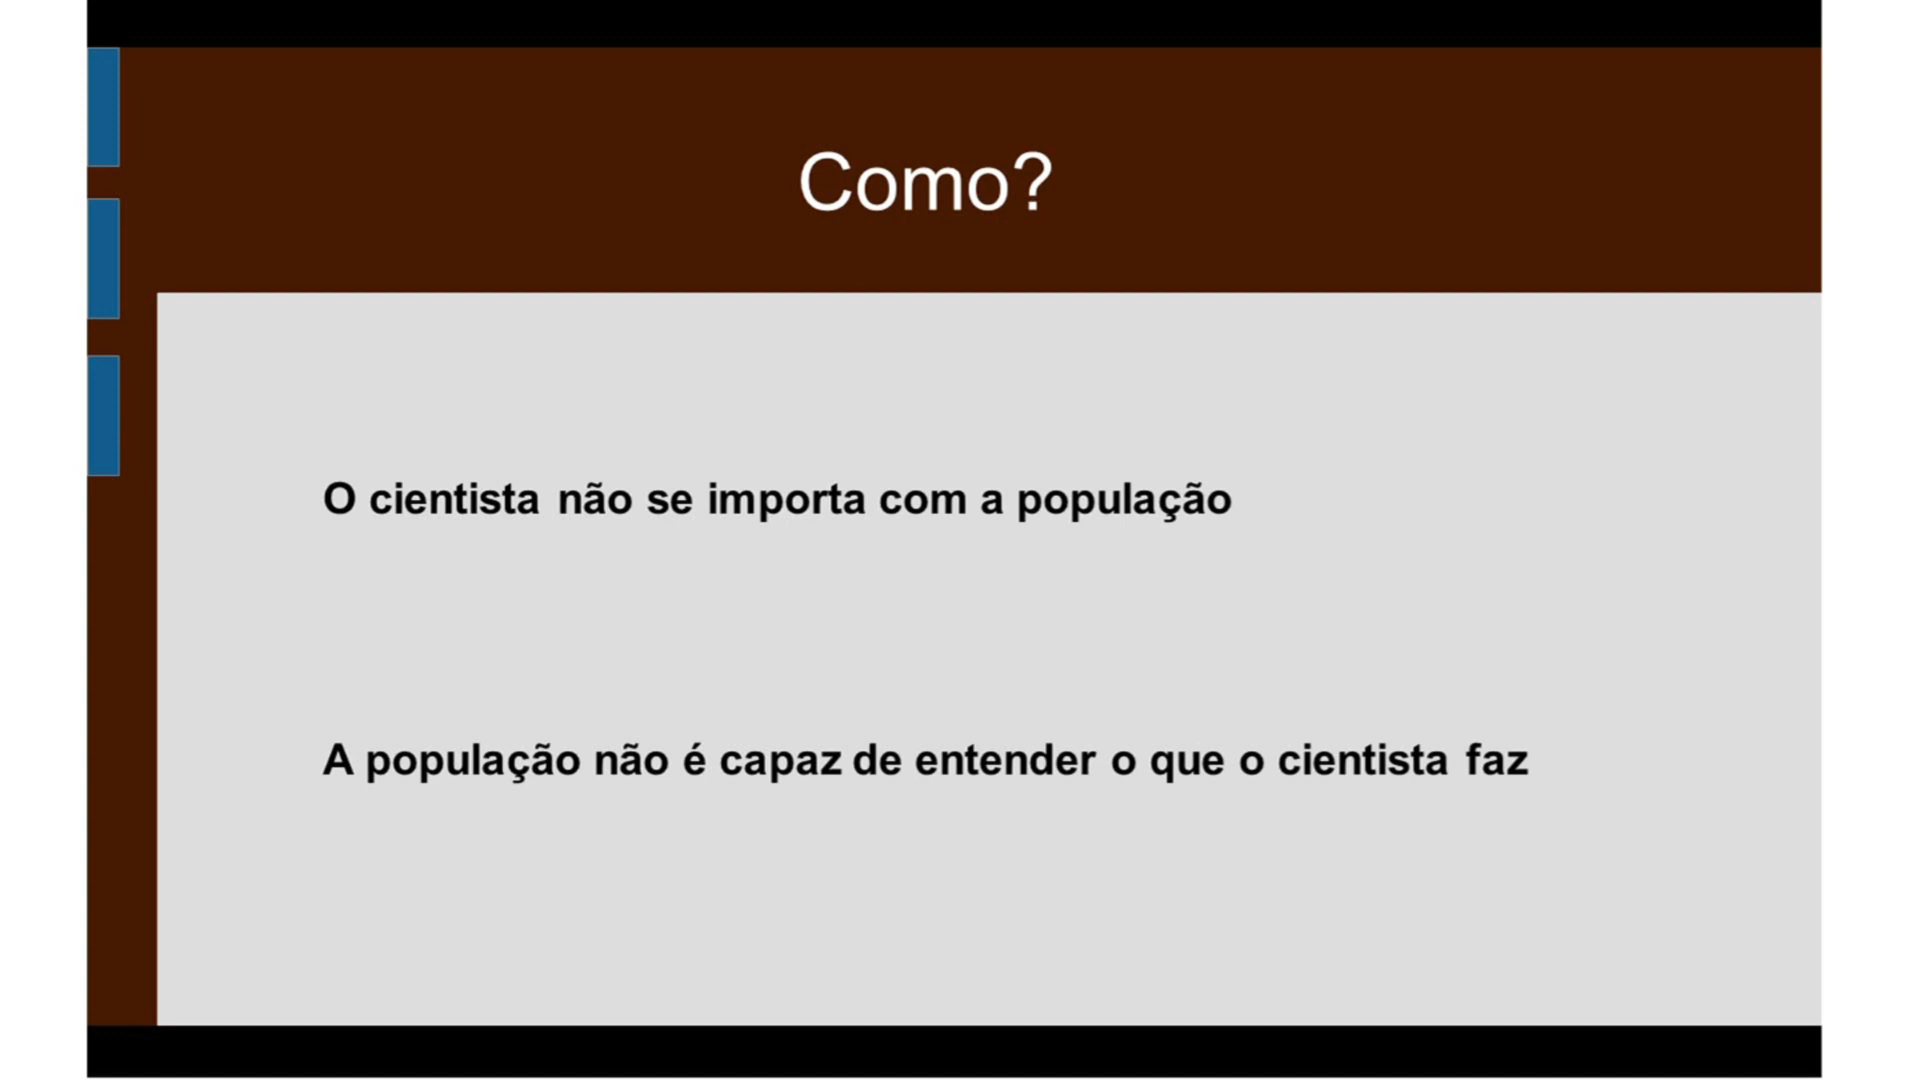 Como?
O cientista não se importa com a população
A população não é capaz de entender o que o cientista faz